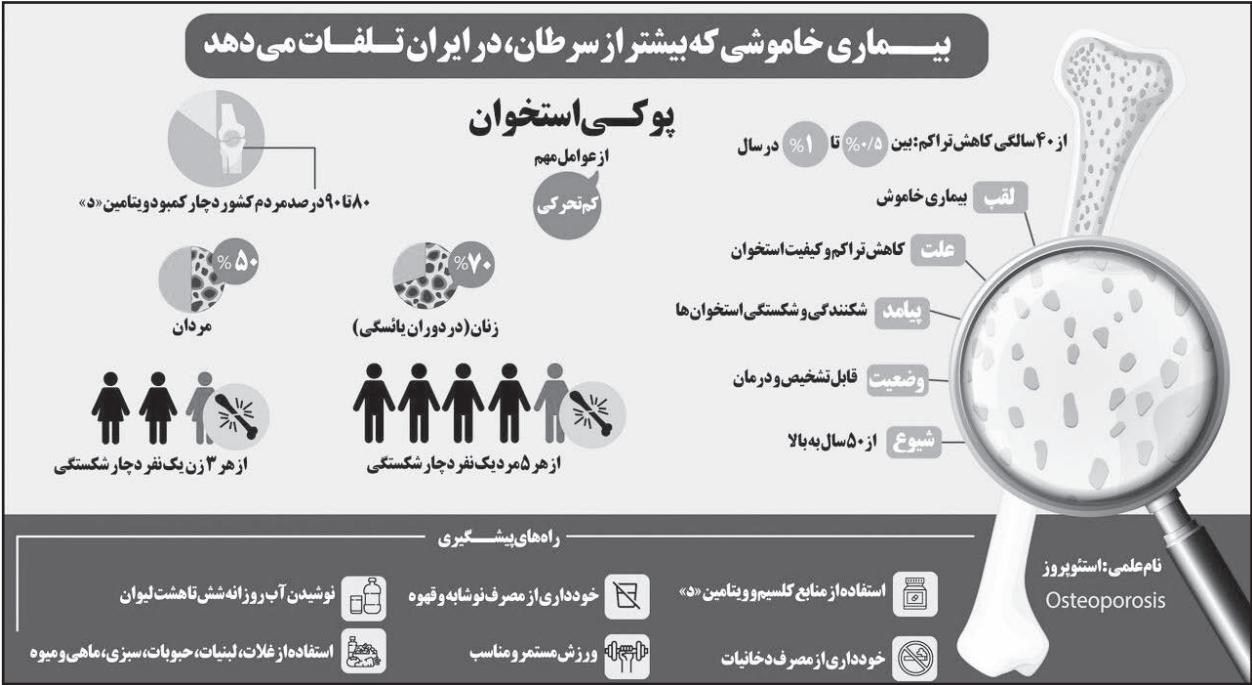 بیماری خاموشی که بیشتر از سرطان، در ایران تلفات می‌دهد
پوکی استخوان
از عوامل مهم
کم‌تحرکی
از ۴۰ سالگی کاهش تراکم: بین ۰/۵% تا ۱% در سال
لقب بیماری خاموش
علت کاهش تراکم و کیفیت استخوان
پیامد شکنندگی و شکستگی استخوان‌ها
وضعیت قابل تشخیص و درمان
شیوع از ۵۰ سال به بالا
۸۰ تا ۹۰ درصد مردم کشور دچار کمبود ویتامین «د»
۷۰%
زنان (در دوران یائسگی)
۵۰%
مردان
از هر ۵ مرد یک نفر دچار شکستگی
از هر ۳ زن یک نفر دچار شکستگی
نام علمی: استئوپروز
Osteoporosis
راه‌های پیشگیری
استفاده از منابع کلسیم و ویتامین «د»
خودداری از مصرف نوشابه و قهوه
نوشیدن آب روزانه شش تا هشت لیوان
خودداری از مصرف دخانیات
ورزش مستمر و مناسب
استفاده از غلات، لبنیات، حبوبات، سبزی، ماهی و میوه